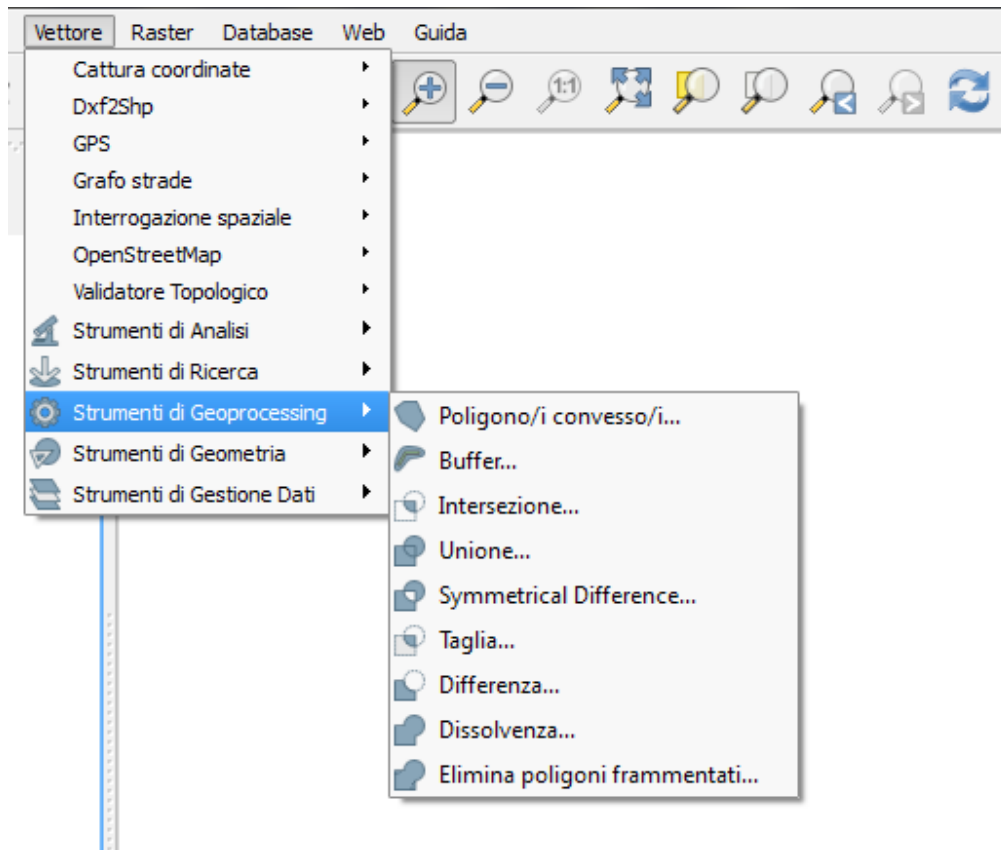 Vettore Raster Database Web Guida
Cattura coordinate
Dxf2Shp
GPS
Grafo strade
Interrogazione spaziale
OpenStreetMap
Validatore Topologico
Strumenti di Analisi
Strumenti di Ricerca
Strumenti di Geoprocessing
Strumenti di Geometria
Strumenti di Gestione Dati
1:1
Poligono/i convesso/i...
Buffer...
Intersezione...
Unione...
Symmetrical Difference...
Taglia...
Differenza...
Dissolvenza...
Elimina poligoni frammentati...